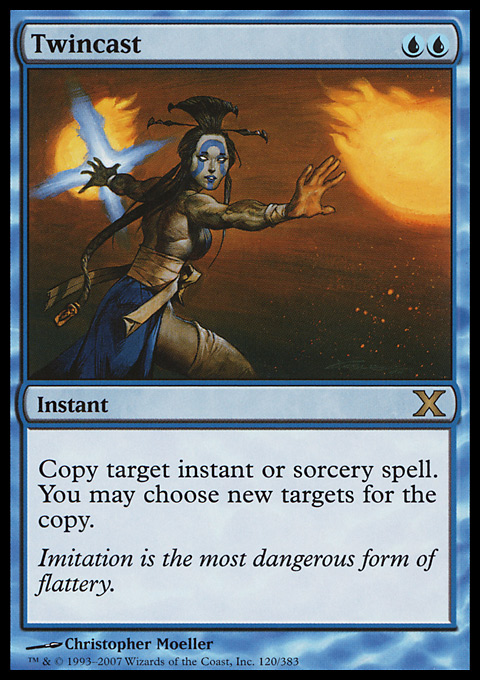 Twincast
Instant
Copy target instant or sorcery spell.
You may choose new targets for the
copy.
Imitation is the most dangerous form of
flattery.
Christopher Moeller
™ & © 1993–2007 Wizards of the Coast, Inc. 120/383